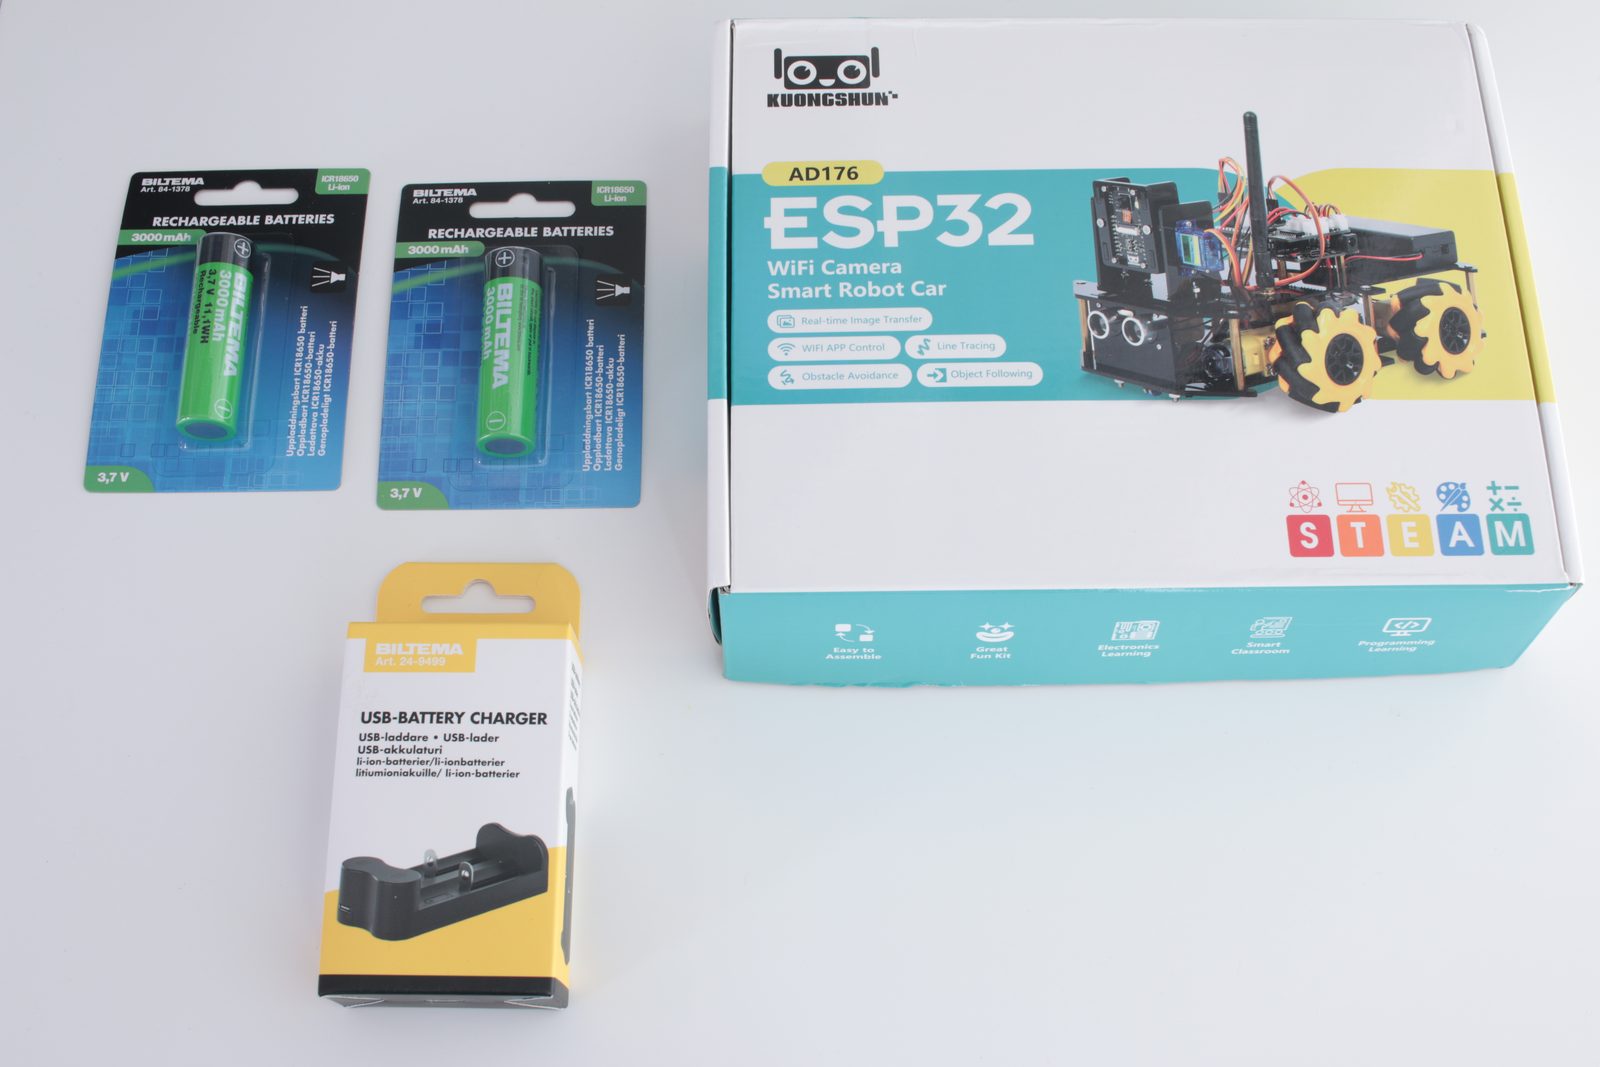 BILTEMA
Art. 84-1378
ICR18650
Li-ion
RECHARGEABLE BATTERIES
3000 mAh
BILTEMA
3000mAh
3,7 V 11,1WH
Rechargeable
Uppladdningsbart ICR18650 batteri
Oppladbart ICR18650-batteri
Ladattava ICR18650-akku
Genopladeligt ICR18650-batteri
3,7 V
BILTEMA
Art. 84-1378
ICR18650
Li-ion
RECHARGEABLE BATTERIES
3000 mAh
BILTEMA
3000mAh
Uppladdningsbart ICR18650 batteri
Oppladbart ICR18650-batteri
Ladattava ICR18650-akku
Genopladeligt ICR18650-batteri
3,7 V
BILTEMA
Art. 24-9499
USB-BATTERY CHARGER
USB-laddare • USB-lader
USB-akkulaturi
li-ion-batterier/li-ionbatterier
litiumioniakuille/ li-ion-batterier
KUONGSHUN
AD176
ESP32
WiFi Camera
Smart Robot Car
Real-time Image Transfer
WIFI APP Control
Line Tracing
Obstacle Avoidance
Object Following
STEAM
Easy to
Assemble
Great
Fun Kit
Electronics
Learning
Smart
Classroom
Programming
Learning